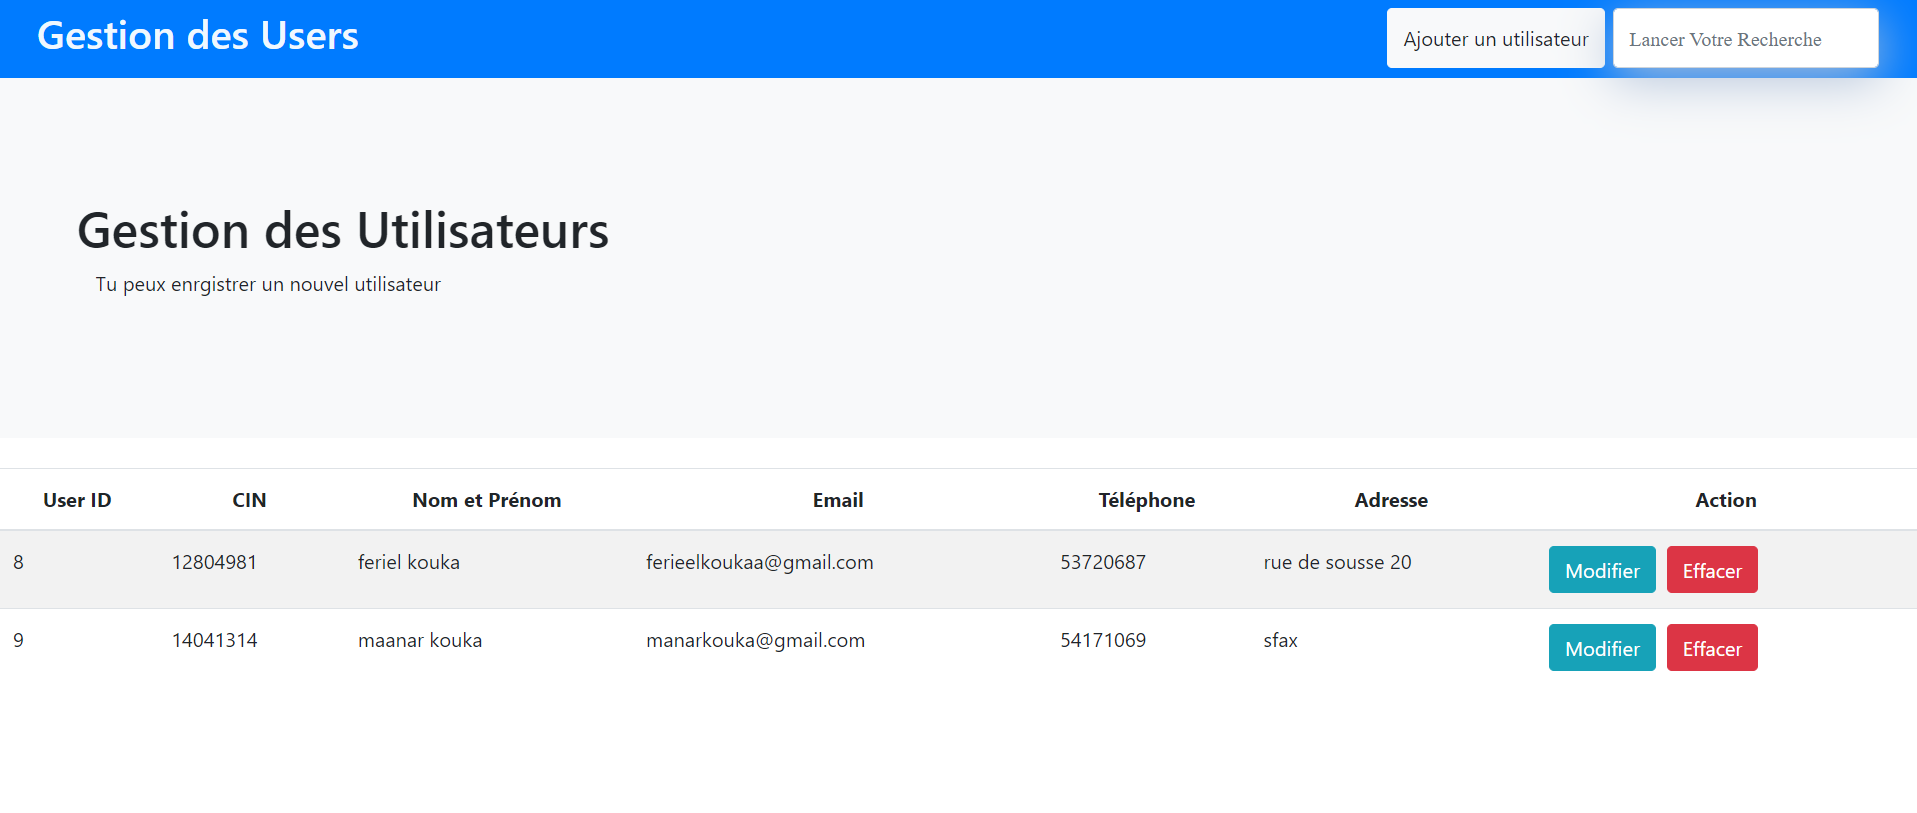 Gestion des Users
Ajouter un utilisateur
Lancer Votre Recherche
Gestion des Utilisateurs
Tu peux enrgistrer un nouvel utilisateur
User ID CIN Nom et Prénom Email Téléphone Adresse Action
8 12804981 feriel kouka ferieelkoukaa@gmail.com 53720687 rue de sousse 20 Modifier Effacer
9 14041314 maanar kouka manarkouka@gmail.com 54171069 sfax Modifier Effacer